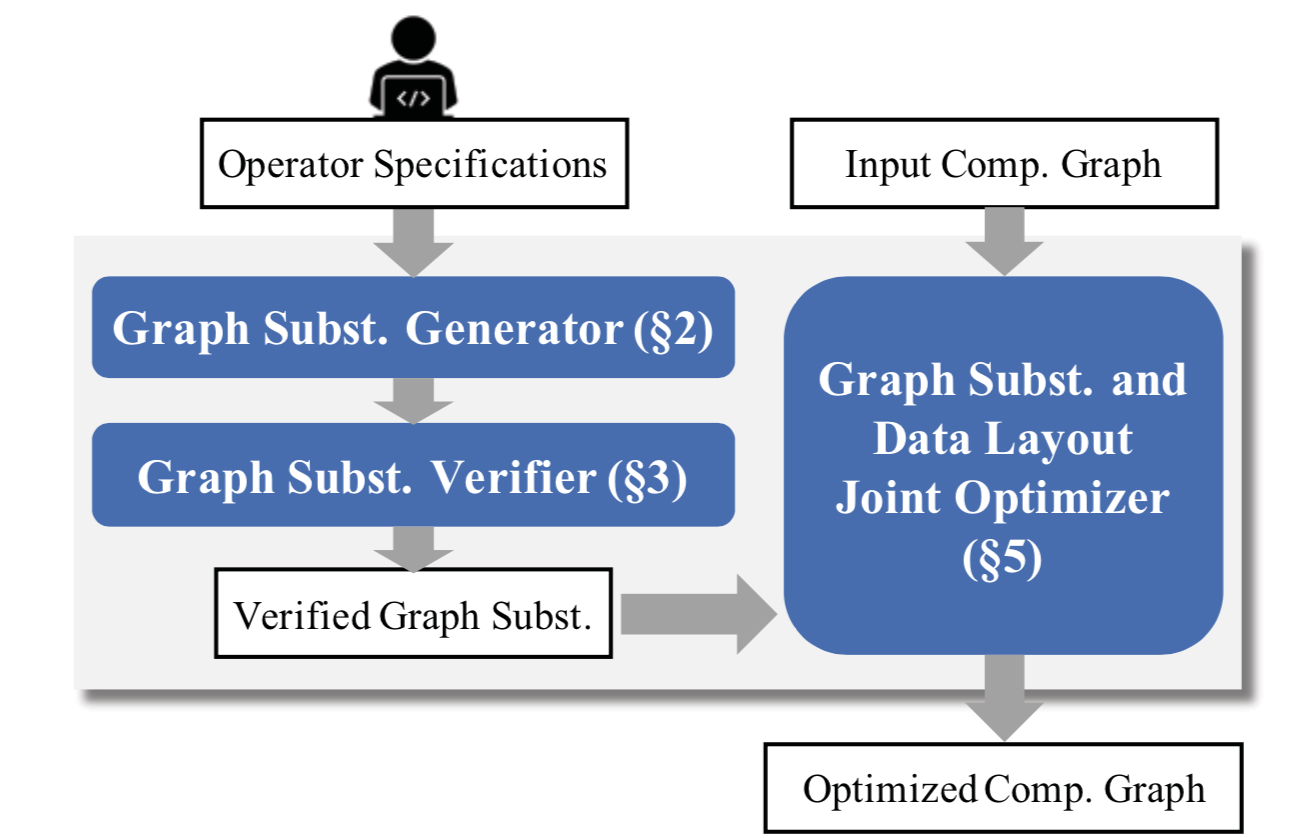 </>
Operator Specifications
Input Comp. Graph
Graph Subst. Generator (§2)
Graph Subst. Verifier (§3)
Verified Graph Subst.
Graph Subst. and
Data Layout
Joint Optimizer
(§5)
Optimized Comp. Graph